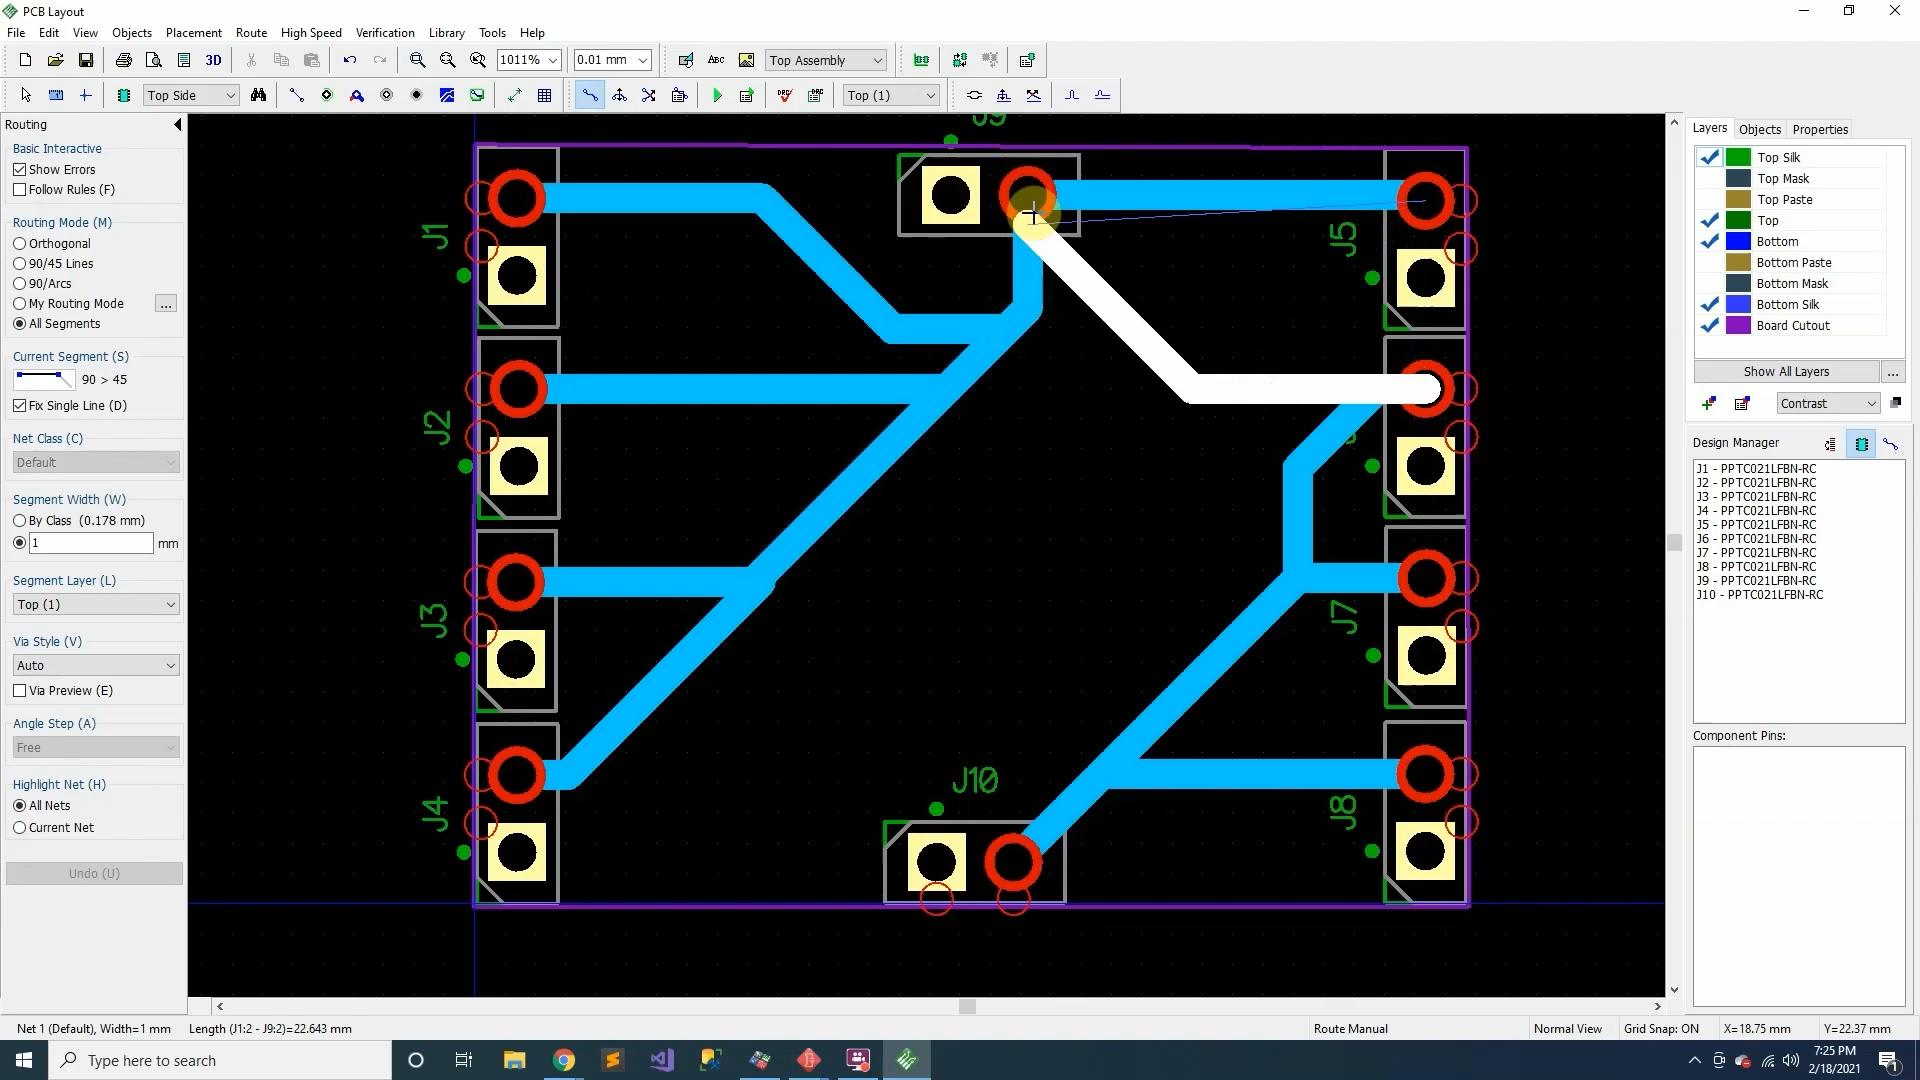 PCB Layout
File Edit View Objects Placement Route High Speed Verification Library Tools Help
3D 1011% 0.01 mm Abc Top Assembly
Top Side DRC Top (1)
Routing
Basic Interactive
Show Errors
Follow Rules (F)
Routing Mode (M)
Orthogonal
90/45 Lines
90/Arcs
My Routing Mode ...
All Segments
Current Segment (S)
90 > 45
Fix Single Line (D)
Net Class (C)
Default
Segment Width (W)
By Class (0.178 mm)
1 mm
Segment Layer (L)
Top (1)
Via Style (V)
Auto
Via Preview (E)
Angle Step (A)
Free
Highlight Net (H)
All Nets
Current Net
Undo (U)
J9
J1
J5
J2
J3
J7
J10
J4
J8
Layers Objects Properties
Top Silk
Top Mask
Top Paste
Top
Bottom
Bottom Paste
Bottom Mask
Bottom Silk
Board Cutout
Show All Layers ...
Contrast
Design Manager
J1 - PPTC021LFBN-RC
J2 - PPTC021LFBN-RC
J3 - PPTC021LFBN-RC
J4 - PPTC021LFBN-RC
J5 - PPTC021LFBN-RC
J6 - PPTC021LFBN-RC
J7 - PPTC021LFBN-RC
J8 - PPTC021LFBN-RC
J9 - PPTC021LFBN-RC
J10 - PPTC021LFBN-RC
Component Pins:
Net 1 (Default), Width=1 mm Length (J1:2 - J9:2)=22.643 mm Route Manual Normal View Grid Snap: ON X=18.75 mm Y=22.37 mm
Type here to search
7:25 PM
2/18/2021
1